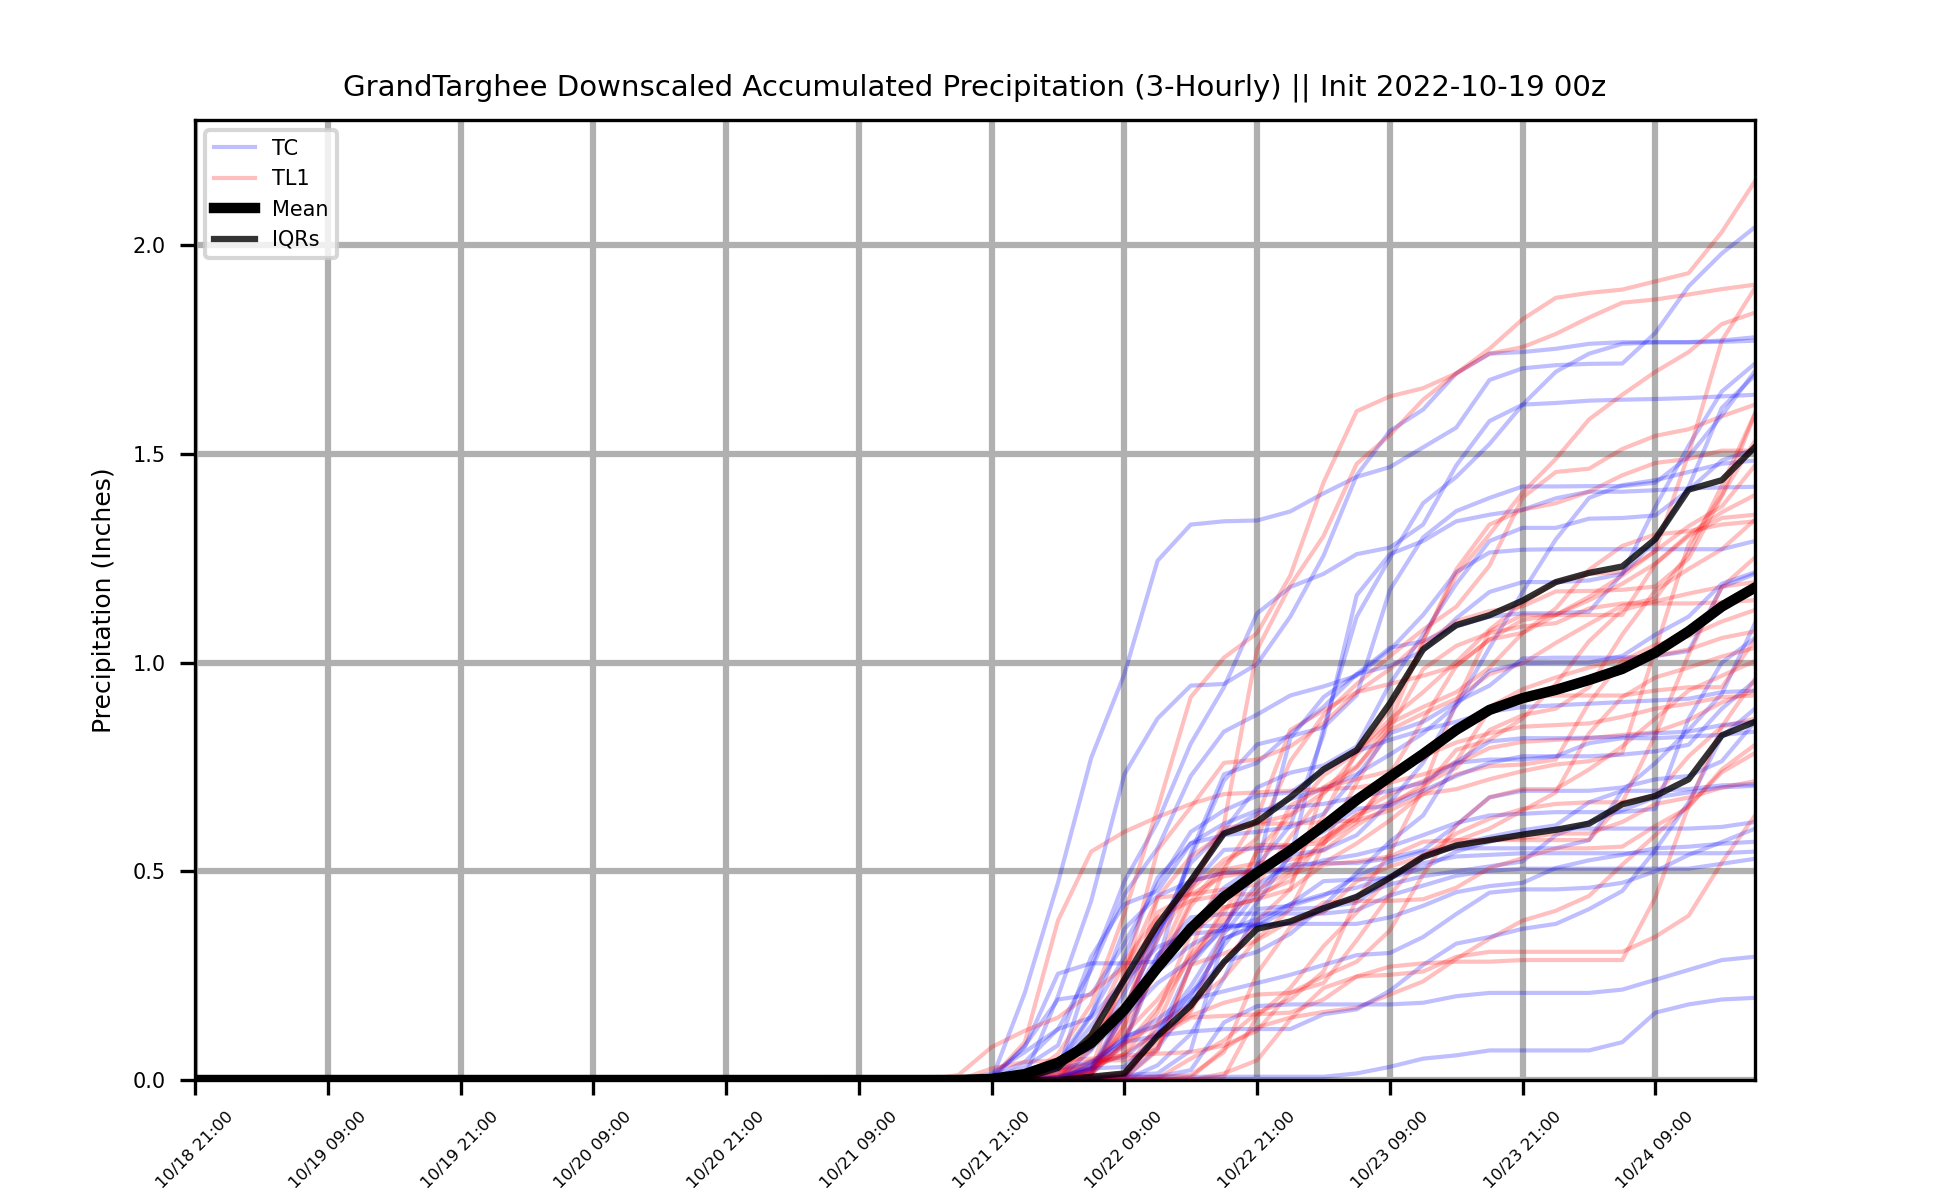 GrandTarghee Downscaled Accumulated Precipitation (3-Hourly) || Init 2022-10-19 00z
TC
TL1
Mean
IQRs
Precipitation (Inches)
2.0
1.5
1.0
0.5
0.0
10/18 21:00
10/19 09:00
10/19 21:00
10/20 09:00
10/20 21:00
10/21 09:00
10/21 21:00
10/22 09:00
10/22 21:00
10/23 09:00
10/23 21:00
10/24 09:00